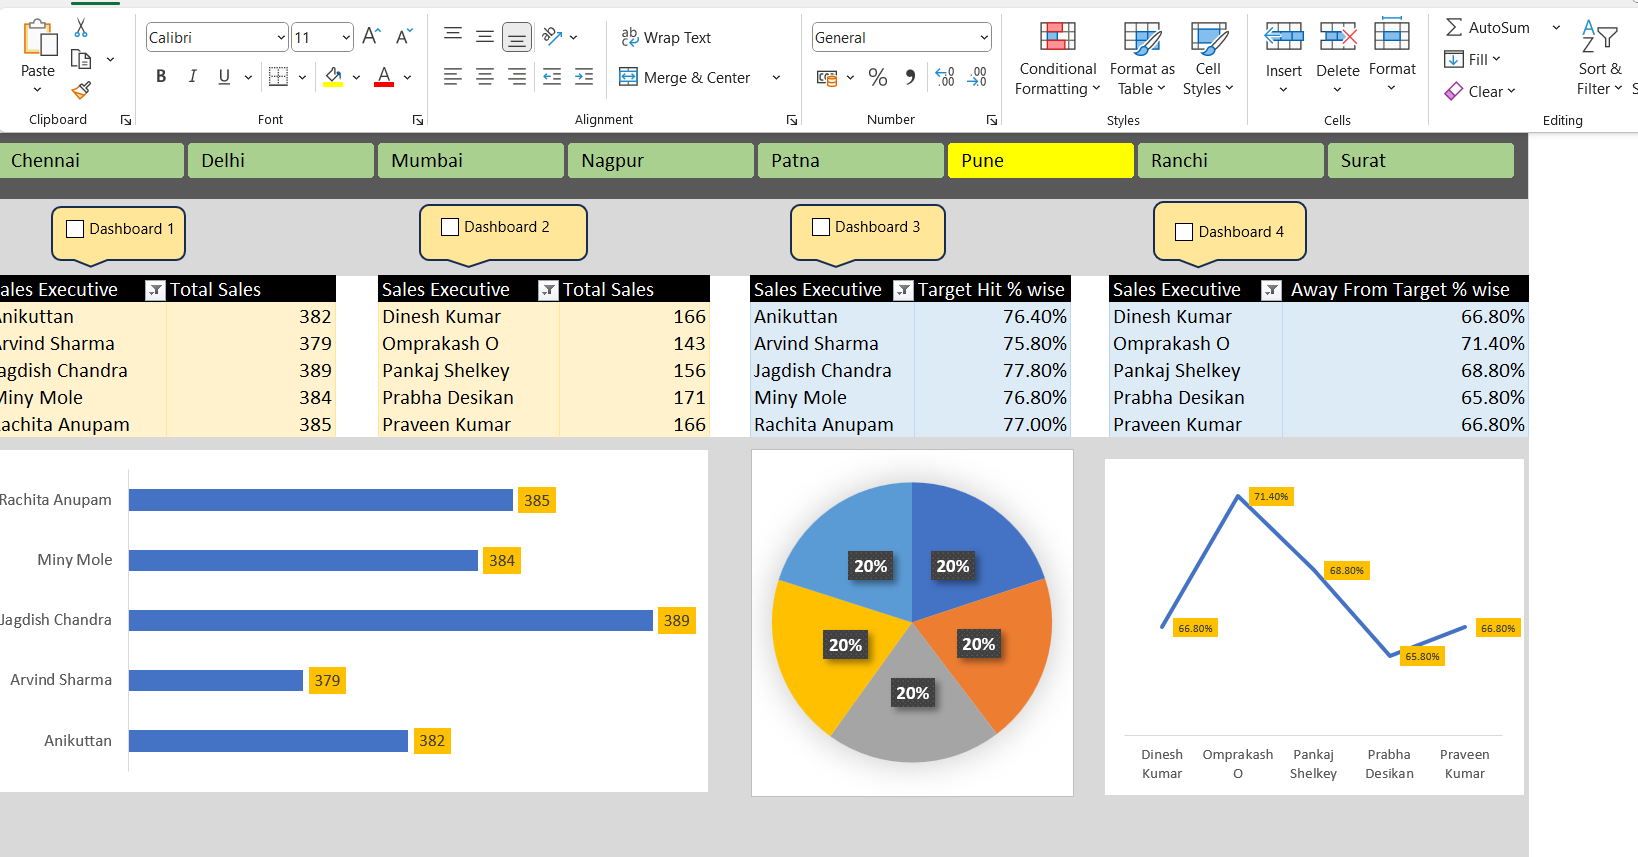 Calibri
11
General
Wrap Text
Merge & Center
Paste
B I U
A
Conditional Formatting
Format as Table
Cell Styles
Insert
Delete
Format
AutoSum
Fill
Clear
Sort & Filter
Clipboard
Font
Alignment
Number
Styles
Cells
Editing
Chennai Delhi Mumbai Nagpur Patna Pune Ranchi Surat
Dashboard 1
Dashboard 2
Dashboard 3
Dashboard 4
ales Executive Total Sales
nikuttan 382
rvind Sharma 379
agdish Chandra 389
Miny Mole 384
achita Anupam 385
Sales Executive Total Sales
Dinesh Kumar 166
Omprakash O 143
Pankaj Shelkey 156
Prabha Desikan 171
Praveen Kumar 166
Sales Executive Target Hit % wise
Anikuttan 76.40%
Arvind Sharma 75.80%
Jagdish Chandra 77.80%
Miny Mole 76.80%
Rachita Anupam 77.00%
Sales Executive Away From Target % wise
Dinesh Kumar 66.80%
Omprakash O 71.40%
Pankaj Shelkey 68.80%
Prabha Desikan 65.80%
Praveen Kumar 66.80%
Rachita Anupam 385
Miny Mole 384
Jagdish Chandra 389
Arvind Sharma 379
Anikuttan 382
20%
20%
20%
20%
20%
66.80%
71.40%
68.80%
65.80%
66.80%
Dinesh Kumar
Omprakash O
Pankaj Shelkey
Prabha Desikan
Praveen Kumar